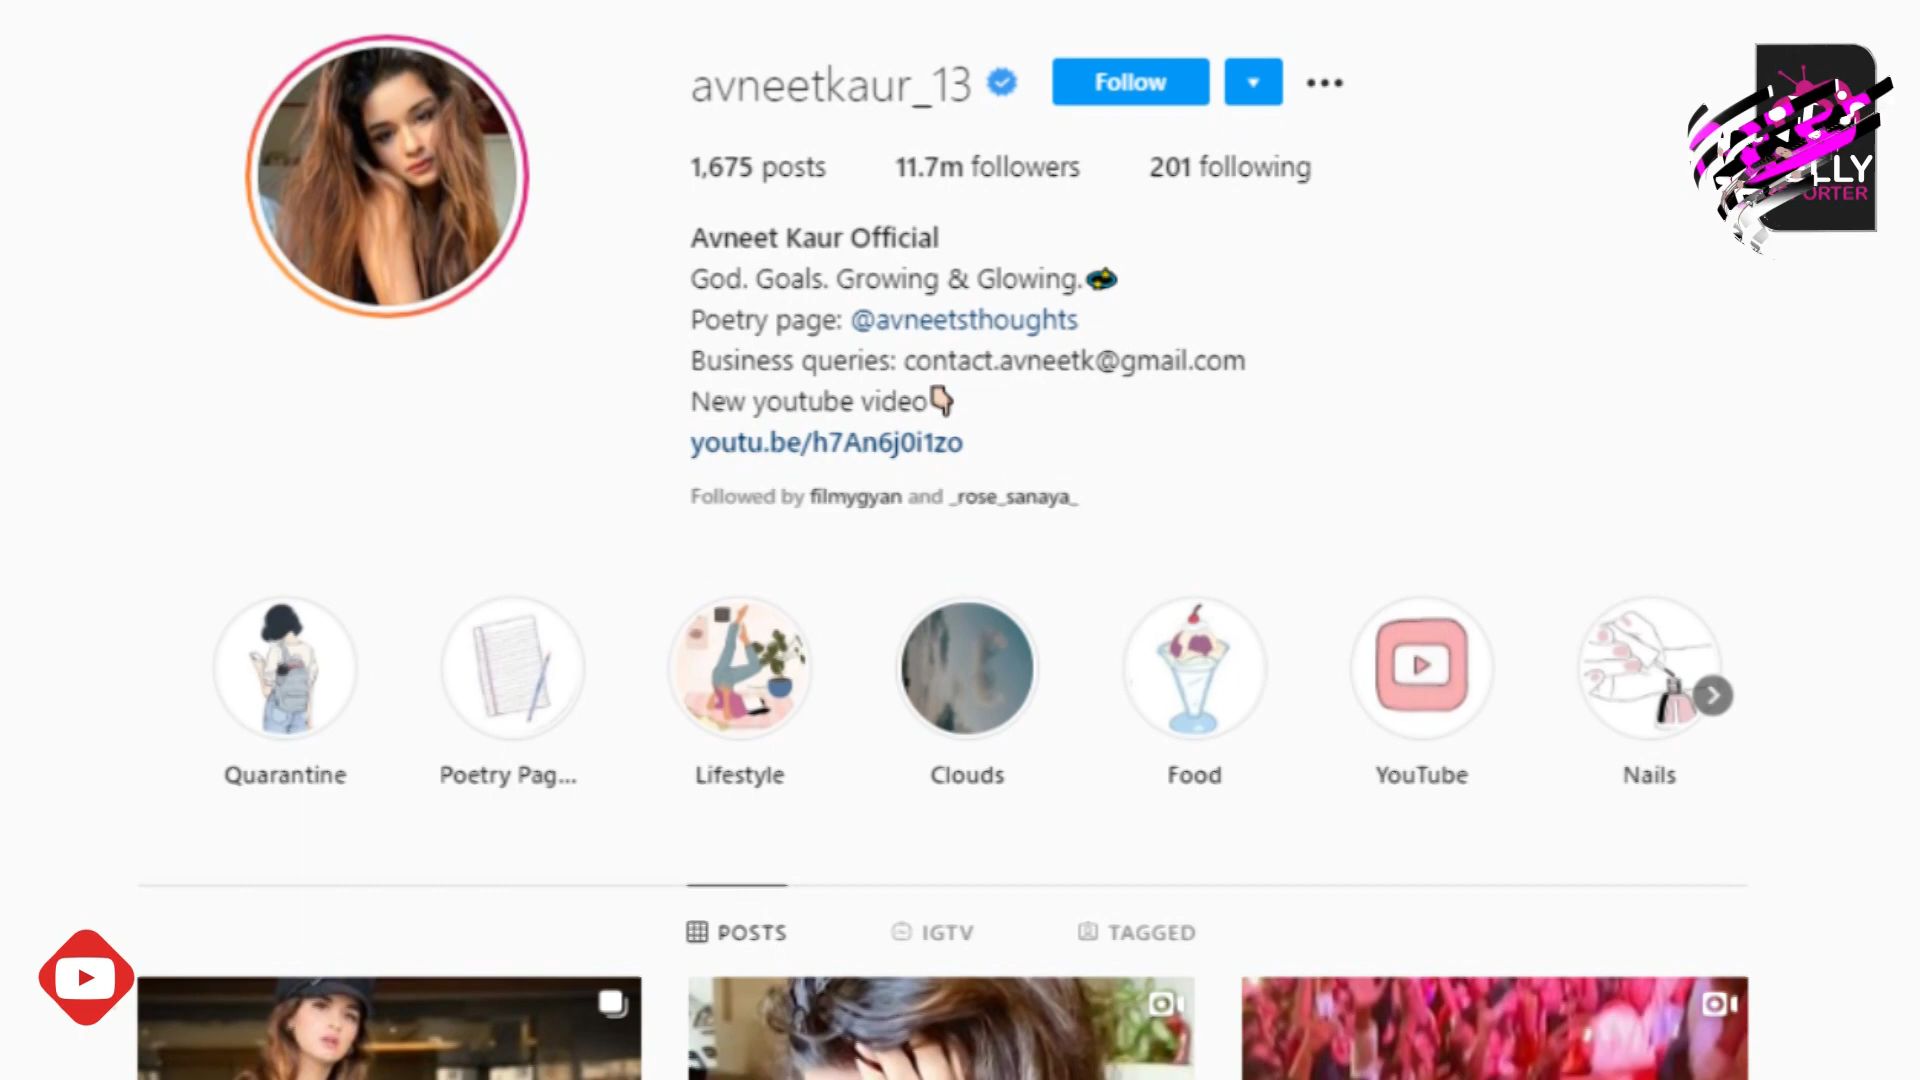 avneetkaur_13
Follow
1,675 posts 11.7m followers 201 following
Avneet Kaur Official
God. Goals. Growing & Glowing.
Poetry page: @avneetsthoughts
Business queries: contact.avneetk@gmail.com
New youtube video
youtu.be/h7An6j0i1zo
Followed by filmygyan and _rose_sanaya_
Quarantine Poetry Pag... Lifestyle Clouds Food YouTube Nails
POSTS IGTV TAGGED